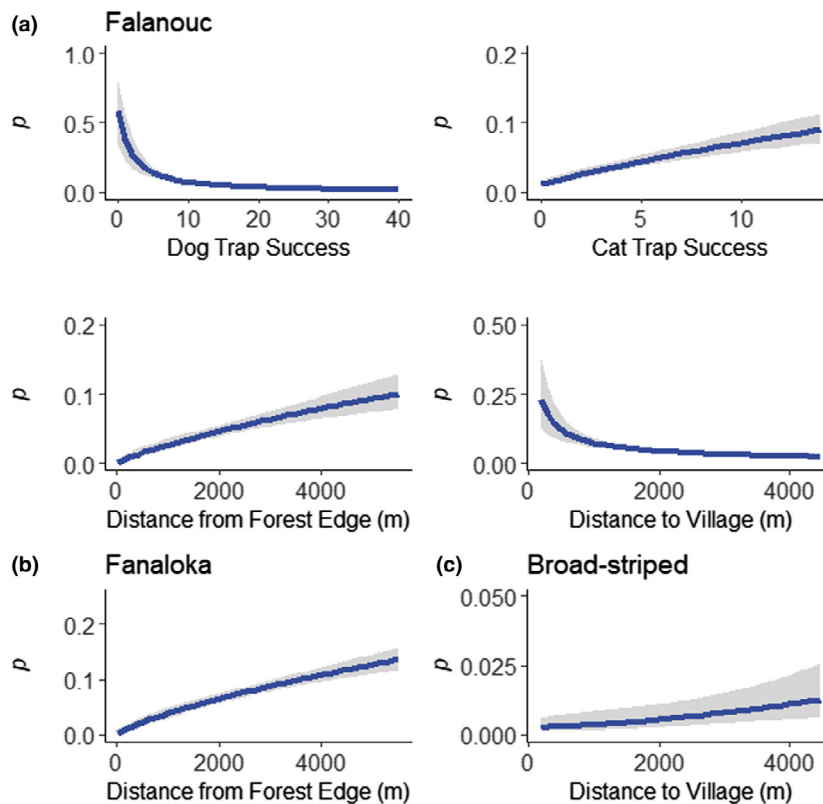 (a) Falanouc
1.0
0.5
0.0
p
0 10 20 30 40
Dog Trap Success
0.2
0.1
0.0
p
0 5 10
Cat Trap Success
0.2
0.1
0.0
p
0 2000 4000
Distance from Forest Edge (m)
0.50
0.25
0.00
p
0 2000 4000
Distance to Village (m)
(b) Fanaloka
0.2
0.1
0.0
p
0 2000 4000
Distance from Forest Edge (m)
(c) Broad-striped
0.050
0.025
0.000
p
0 2000 4000
Distance to Village (m)